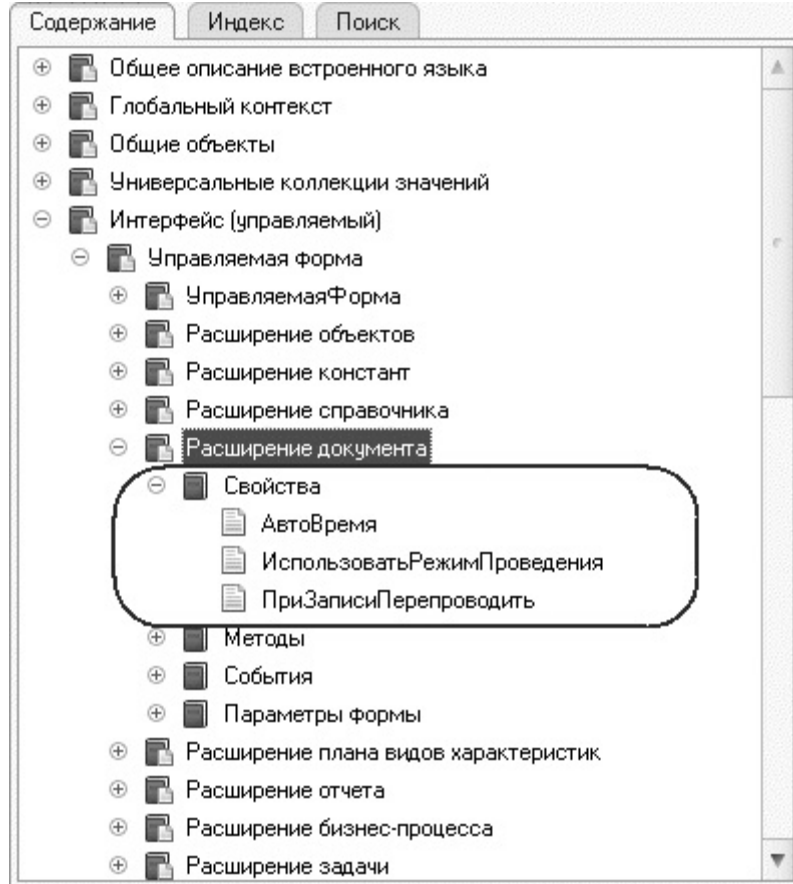 Содержание Индекс Поиск
Общее описание встроенного языка
Глобальный контекст
Общие объекты
Универсальные коллекции значений
Интерфейс (управляемый)
Управляемая форма
УправляемаяФорма
Расширение объектов
Расширение констант
Расширение справочника
Расширение документа
Свойства
АвтоВремя
ИспользоватьРежимПроведения
ПриЗаписиПерепроводить
Методы
События
Параметры формы
Расширение плана видов характеристик
Расширение отчета
Расширение бизнес-процесса
Расширение задачи